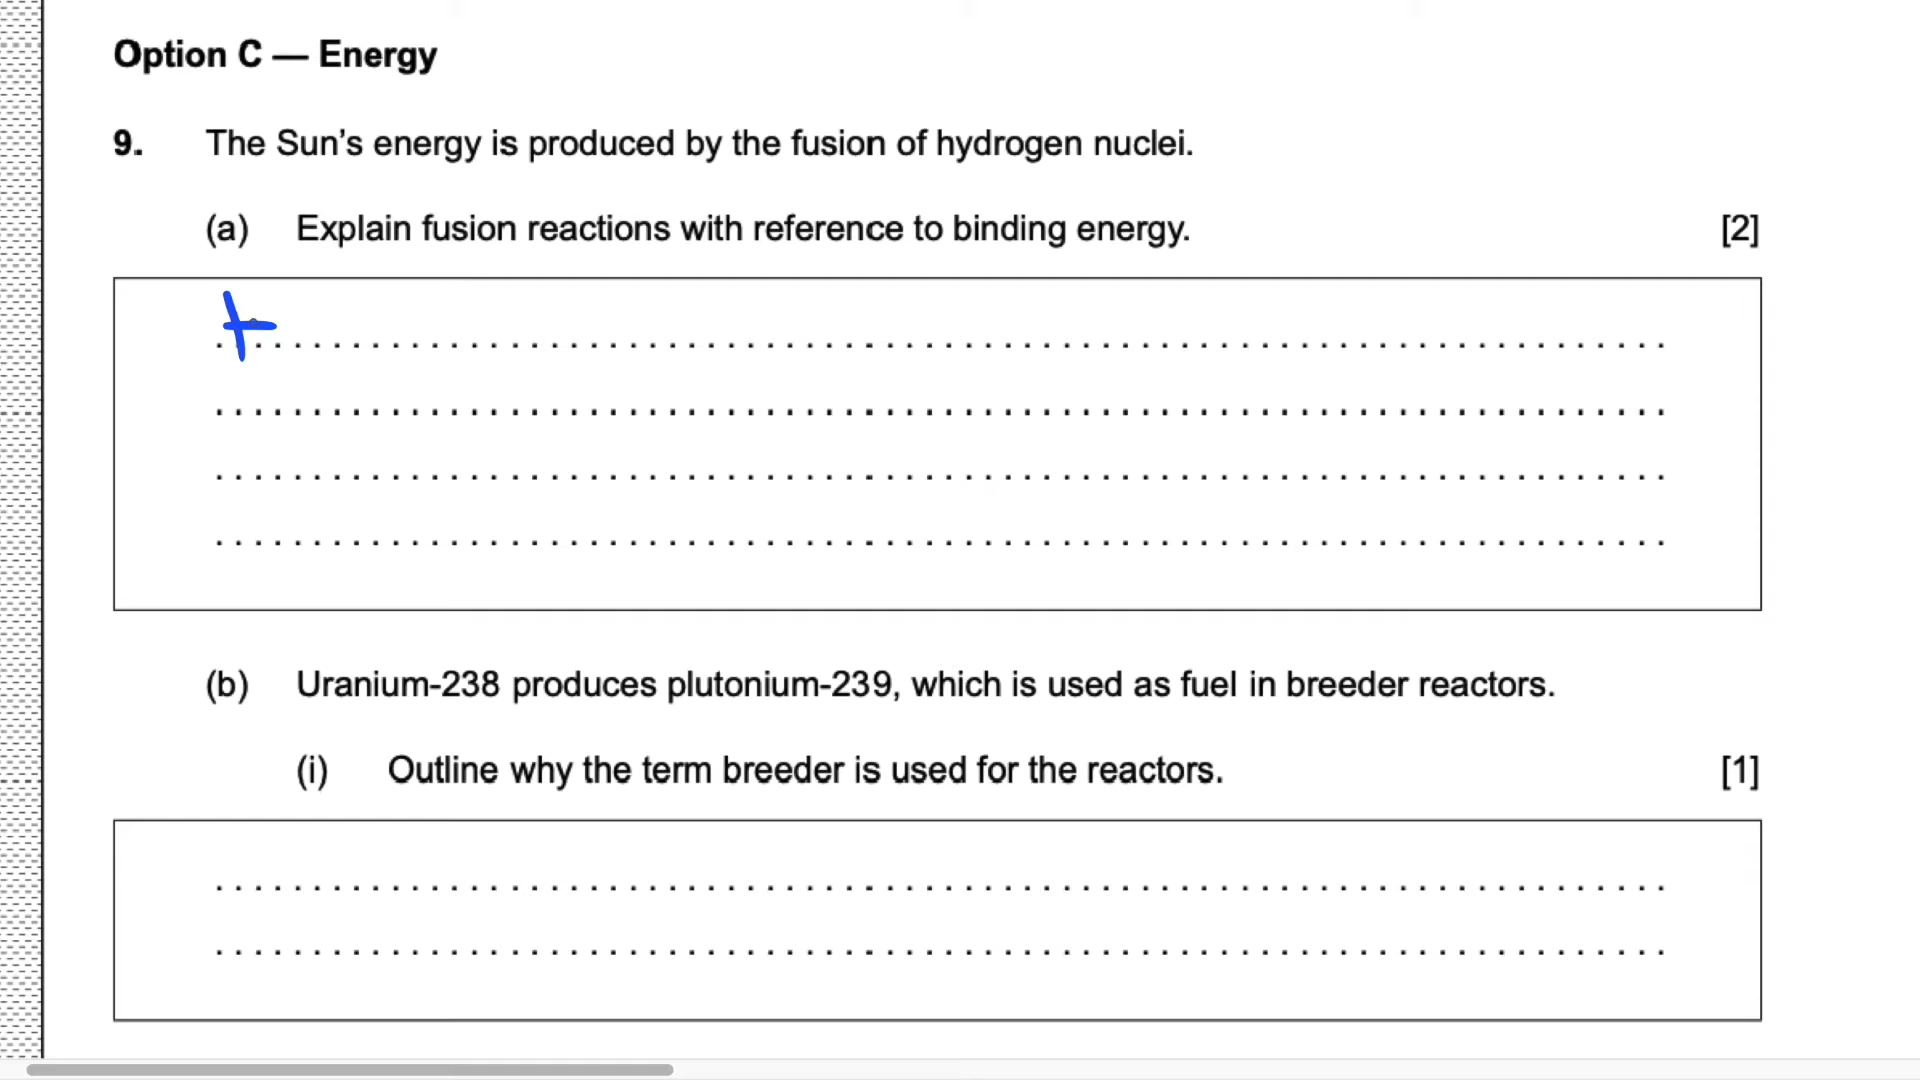 Option C — Energy
9. The Sun's energy is produced by the fusion of hydrogen nuclei.
(a) Explain fusion reactions with reference to binding energy. [2]
(b) Uranium-238 produces plutonium-239, which is used as fuel in breeder reactors.
(i) Outline why the term breeder is used for the reactors. [1]